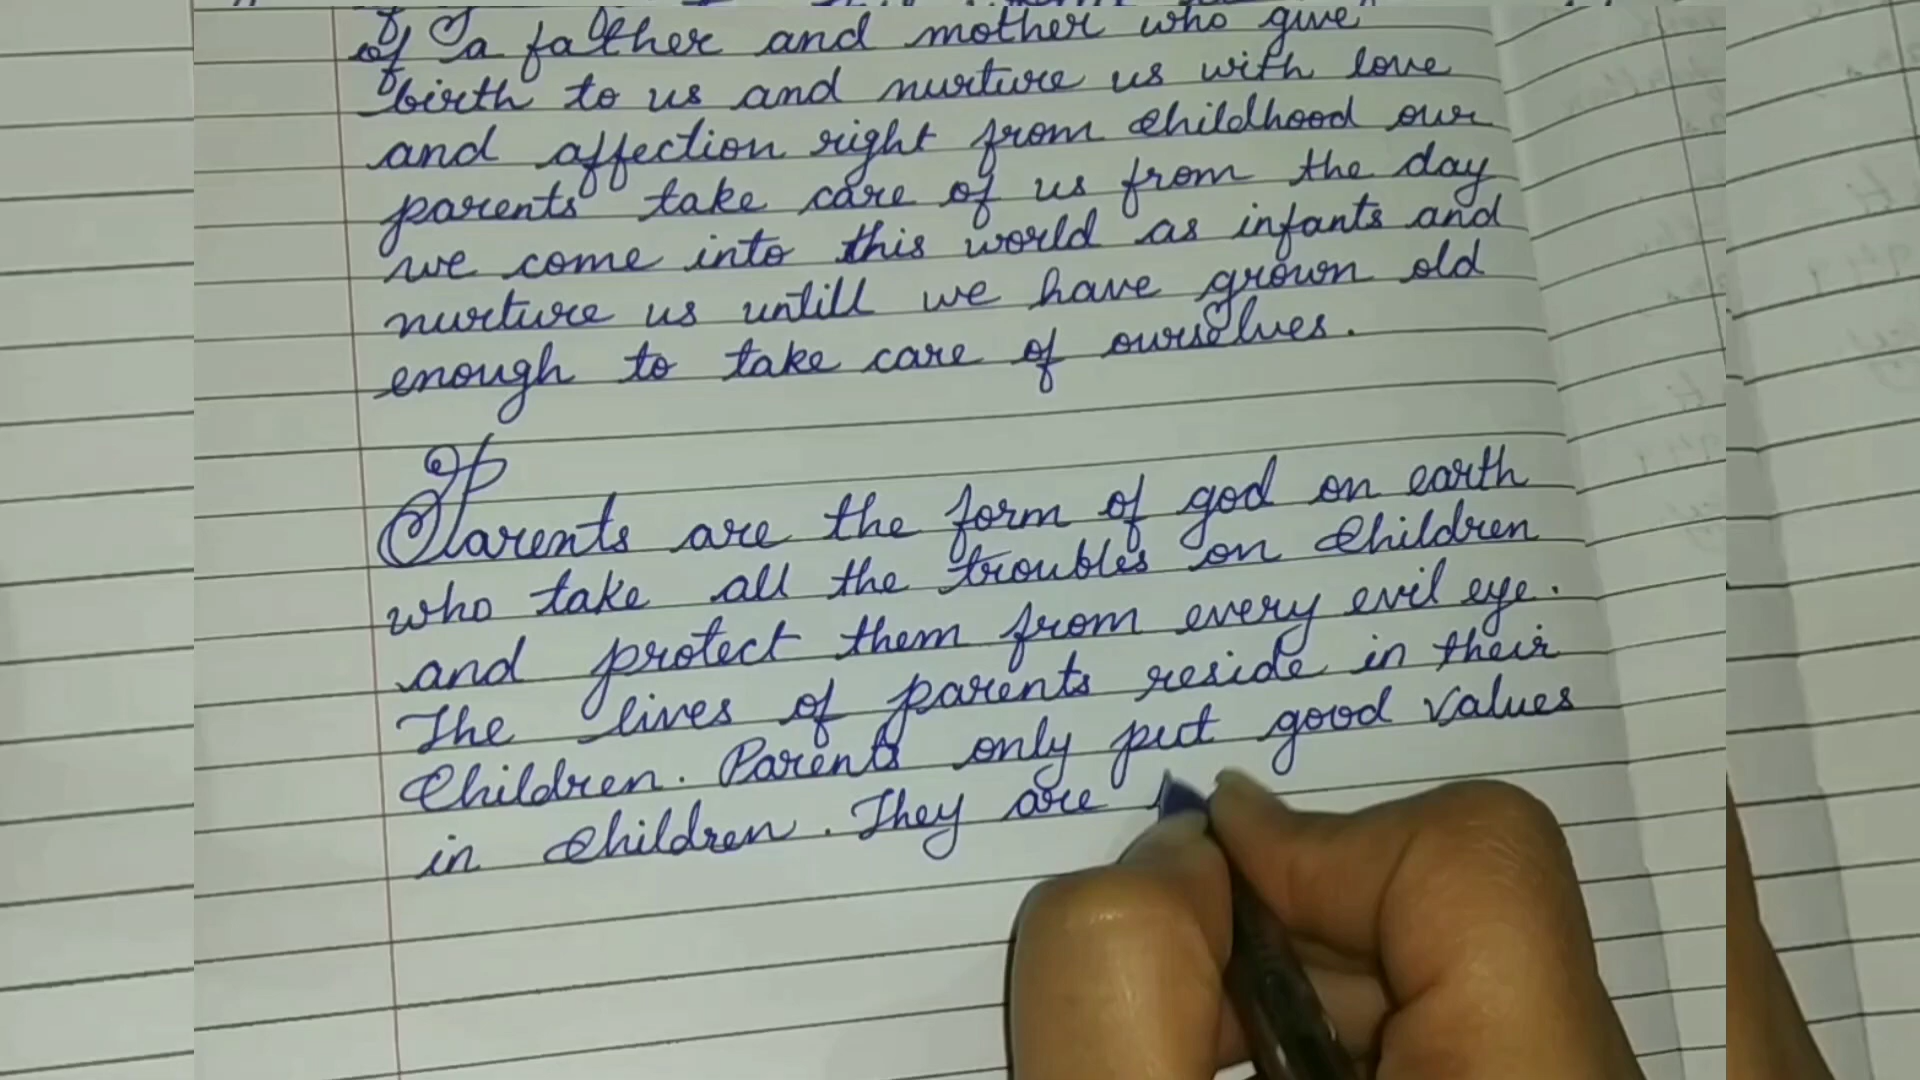 of a father and mother who give
birth to us and nurture us with love
and affection right from childhood our
parents take care of us from the day
we come into this world as infants and
nurture us untill we have grown old
enough to take care of ourselves.
Parents are the form of god on earth
who take all the troubles on children
and protect them from every evil eye.
The lives of parents reside in their
Children. Parents only put good values
in children. They are